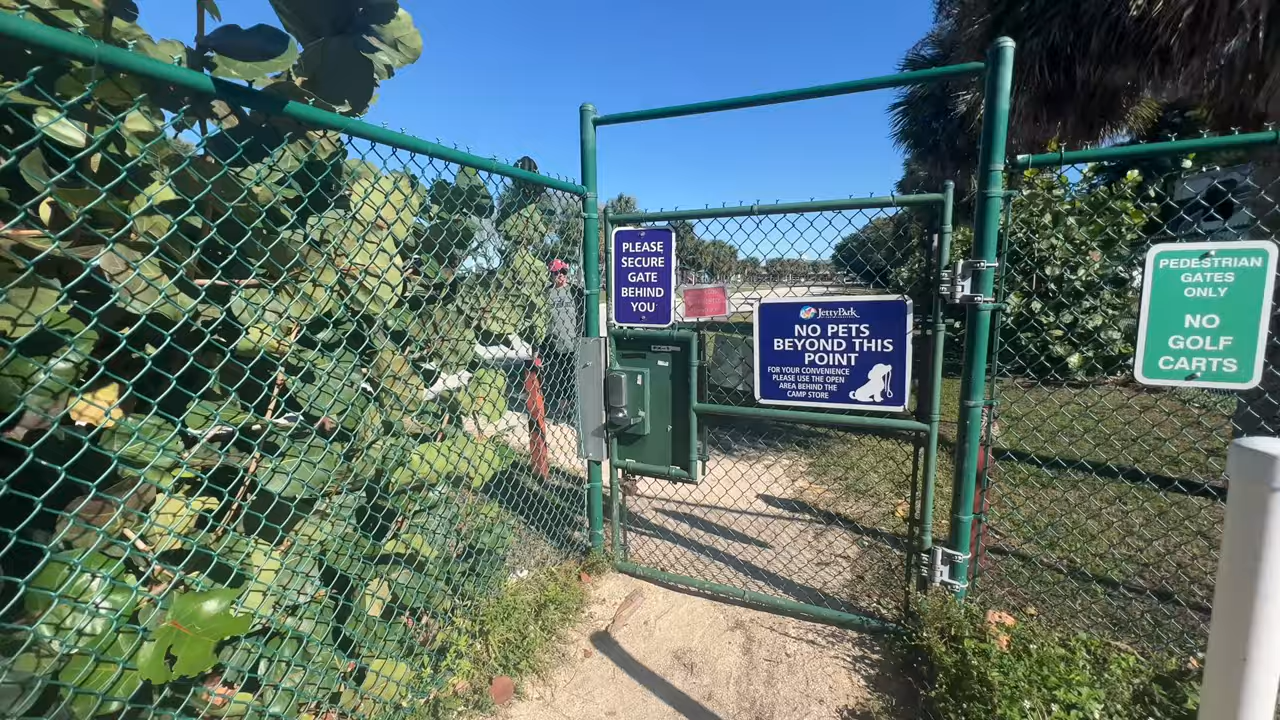 PLEASE
SECURE
GATE
BEHIND
YOU
JettyPark
NO PETS
BEYOND THIS
POINT
FOR YOUR CONVENIENCE
PLEASE USE THE OPEN
AREA BEHIND THE
CAMP STORE
PEDESTRIAN
GATES
ONLY
NO
GOLF
CARTS